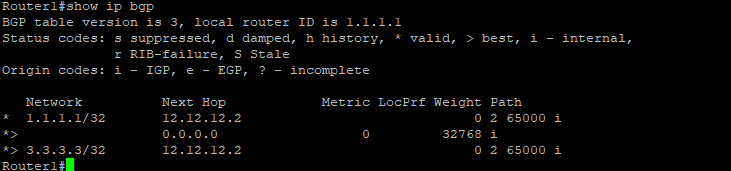 Router1#show ip bgp
BGP table version is 3, local router ID is 1.1.1.1
Status codes: s suppressed, d damped, h history, * valid, > best, i - internal,
              r RIB-failure, S Stale
Origin codes: i - IGP, e - EGP, ? - incomplete

   Network          Next Hop            Metric LocPrf Weight Path
*  1.1.1.1/32       12.12.12.2                             0 2 65000 i
*>                  0.0.0.0                  0         32768 i
*> 3.3.3.3/32       12.12.12.2                             0 2 65000 i
Router1#